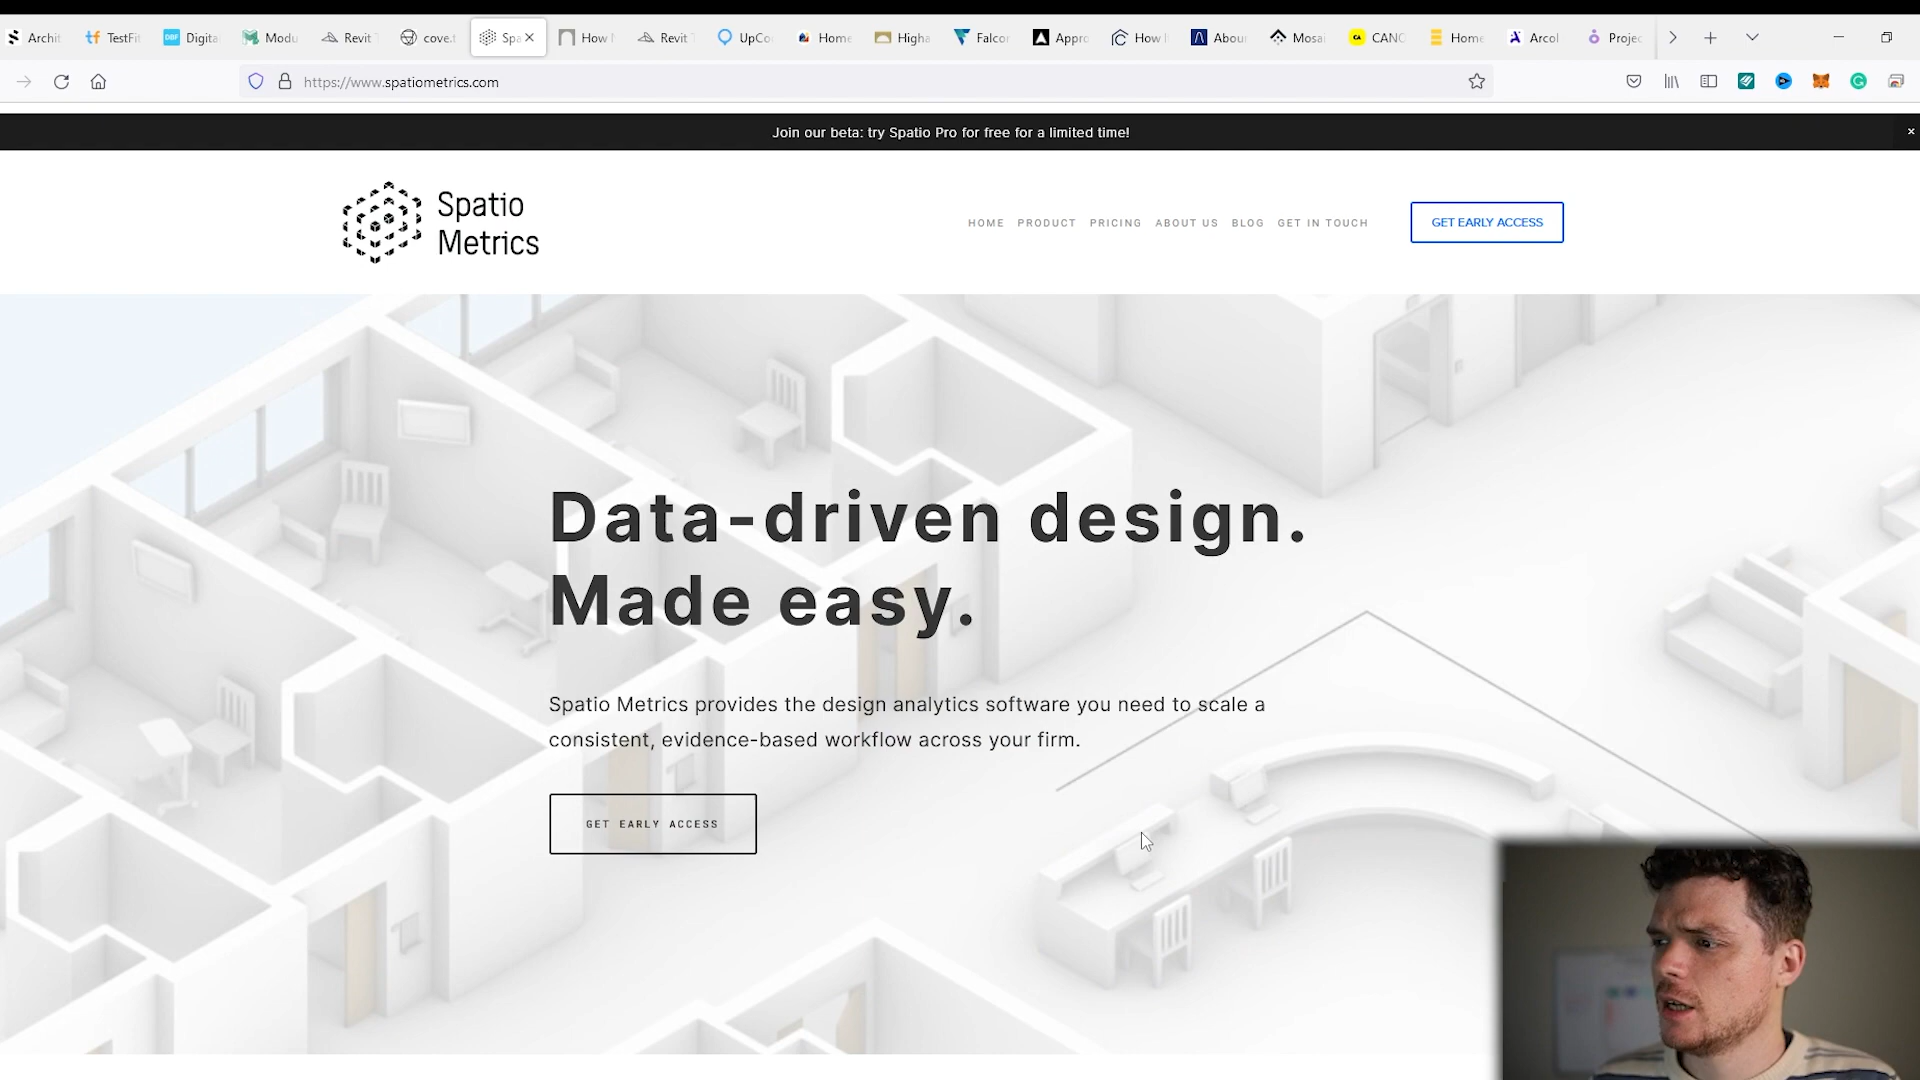 Archit
TestFit
Digita
Modu
Revit
cove.t
Spa
How
Revit
UpCo
Home
Higha
Falcor
Appro
How
Abou
Mosai
CANO
Home
Arcol
Projec
https://www.spatiometrics.com
Join our beta: try Spatio Pro for free for a limited time!
Spatio
Metrics
HOME PRODUCT PRICING ABOUT US BLOG GET IN TOUCH
GET EARLY ACCESS
Data-driven design.
Made easy.
Spatio Metrics provides the design analytics software you need to scale a
consistent, evidence-based workflow across your firm.
GET EARLY ACCESS